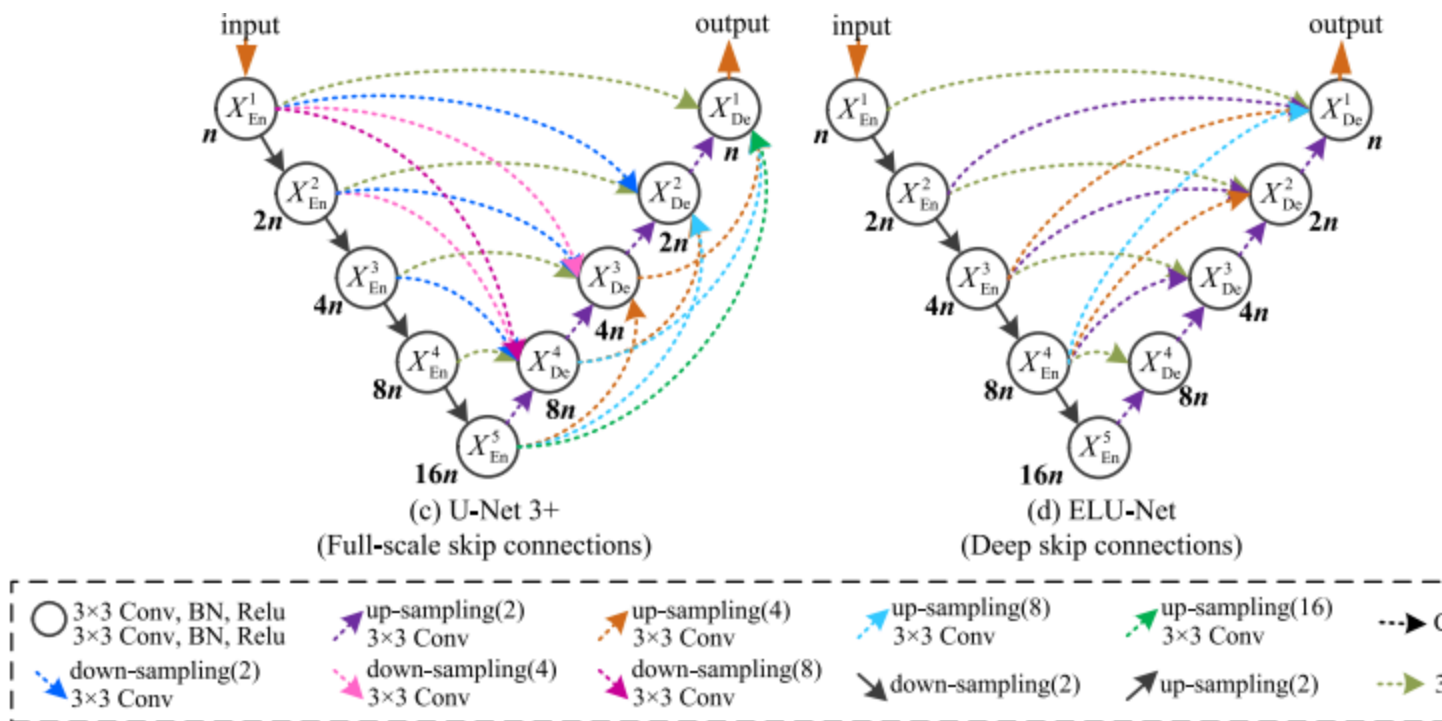 input
output
input
output
X¹En
X¹De
X¹En
X¹De
n
n
n
n
X²En
X²De
X²En
X²De
2n
2n
2n
2n
X³En
X³De
X³En
X³De
4n
4n
4n
4n
X⁴En
X⁴De
X⁴En
X⁴De
8n
8n
8n
8n
X⁵En
X⁵En
16n
16n
(c) U-Net 3+
(Full-scale skip connections)
(d) ELU-Net
(Deep skip connections)
3×3 Conv, BN, Relu
3×3 Conv, BN, Relu
up-sampling(2)
3×3 Conv
up-sampling(4)
3×3 Conv
up-sampling(8)
3×3 Conv
up-sampling(16)
3×3 Conv
down-sampling(2)
3×3 Conv
down-sampling(4)
3×3 Conv
down-sampling(8)
3×3 Conv
down-sampling(2)
up-sampling(2)
3